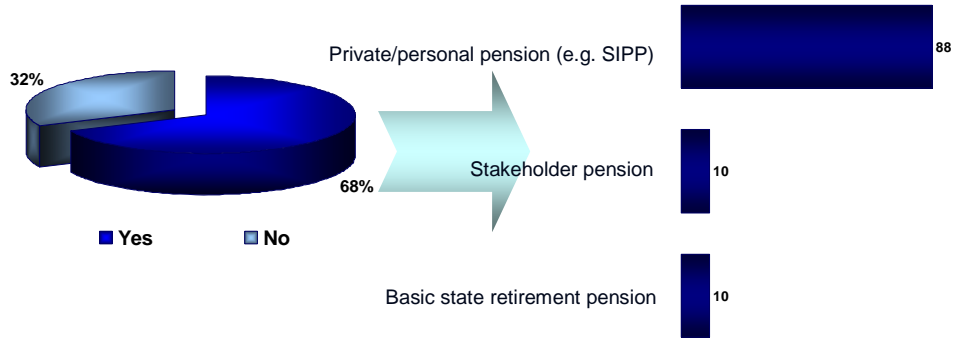 32%
68%
Yes
No
Private/personal pension (e.g. SIPP)
88
Stakeholder pension
10
Basic state retirement pension
10